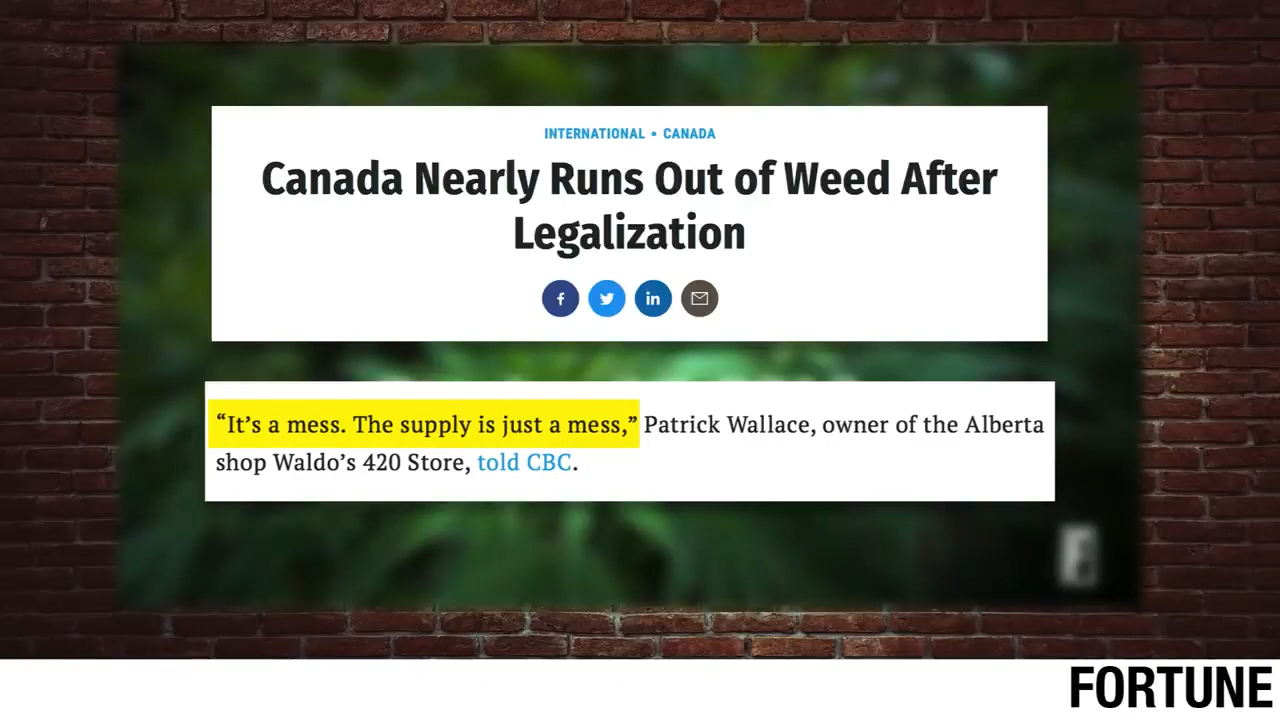 INTERNATIONAL • CANADA
Canada Nearly Runs Out of Weed After
Legalization
“It’s a mess. The supply is just a mess,” Patrick Wallace, owner of the Alberta
shop Waldo’s 420 Store, told CBC.
FORTUNE